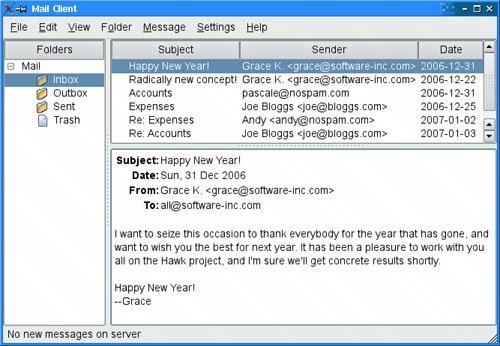 Mail Client
File Edit View Folder Message Settings Help
Folders
Mail
Inbox
Outbox
Sent
Trash
Subject Sender Date
Happy New Year! Grace K. <grace@software-inc.com> 2006-12-31
Radically new concept! Grace K. <grace@software-inc.com> 2006-12-22
Accounts pascale@nospam.com 2006-12-31
Expenses Joe Bloggs <joe@bloggs.com> 2006-12-25
Re: Expenses Andy <andy@nospam.com> 2007-01-02
Re: Accounts Joe Bloggs <joe@bloggs.com> 2007-01-03
Subject: Happy New Year!
Date: Sun, 31 Dec 2006
From: Grace K. <grace@software-inc.com>
To: all@software-inc.com
I want to seize this occasion to thank everybody for the year that has gone, and
want to wish you the best for next year. It has been a pleasure to work with you
all on the Hawk project, and I'm sure we'll get concrete results shortly.
Happy New Year!
--Grace
No new messages on server